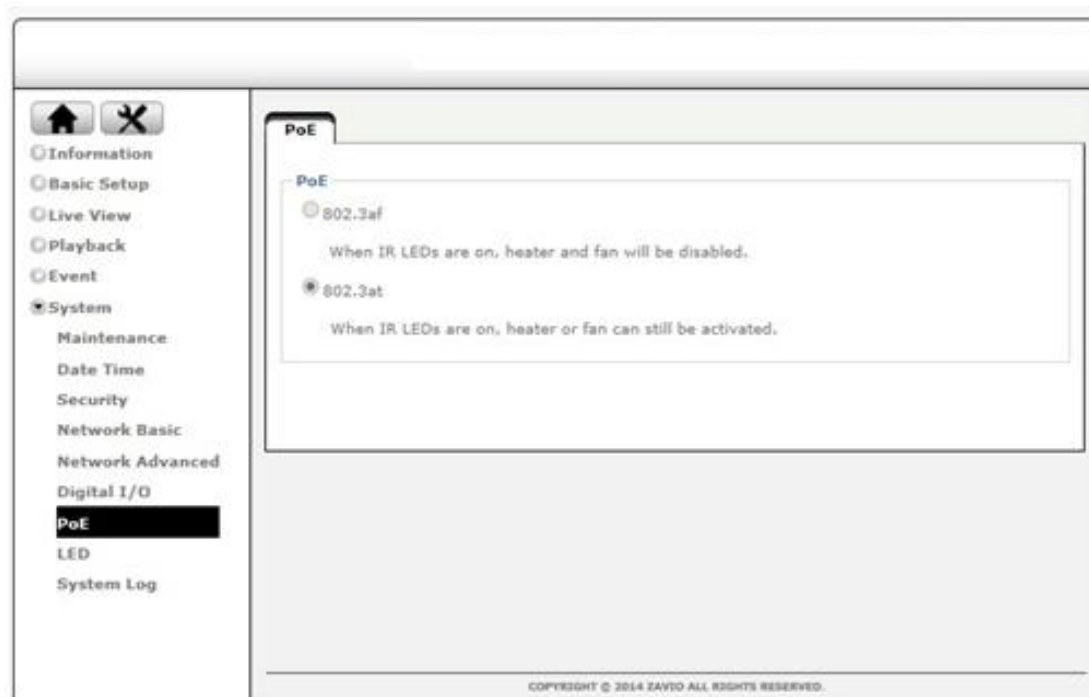 Information
Basic Setup
Live View
Playback
Event
System
Maintenance
Date Time
Security
Network Basic
Network Advanced
Digital I/O
PoE
LED
System Log
PoE
PoE
802.3af
When IR LEDs are on, heater and fan will be disabled.
802.3at
When IR LEDs are on, heater or fan can still be activated.
COPYRIGHT © 2014 ZAVIO ALL RIGHTS RESERVED.